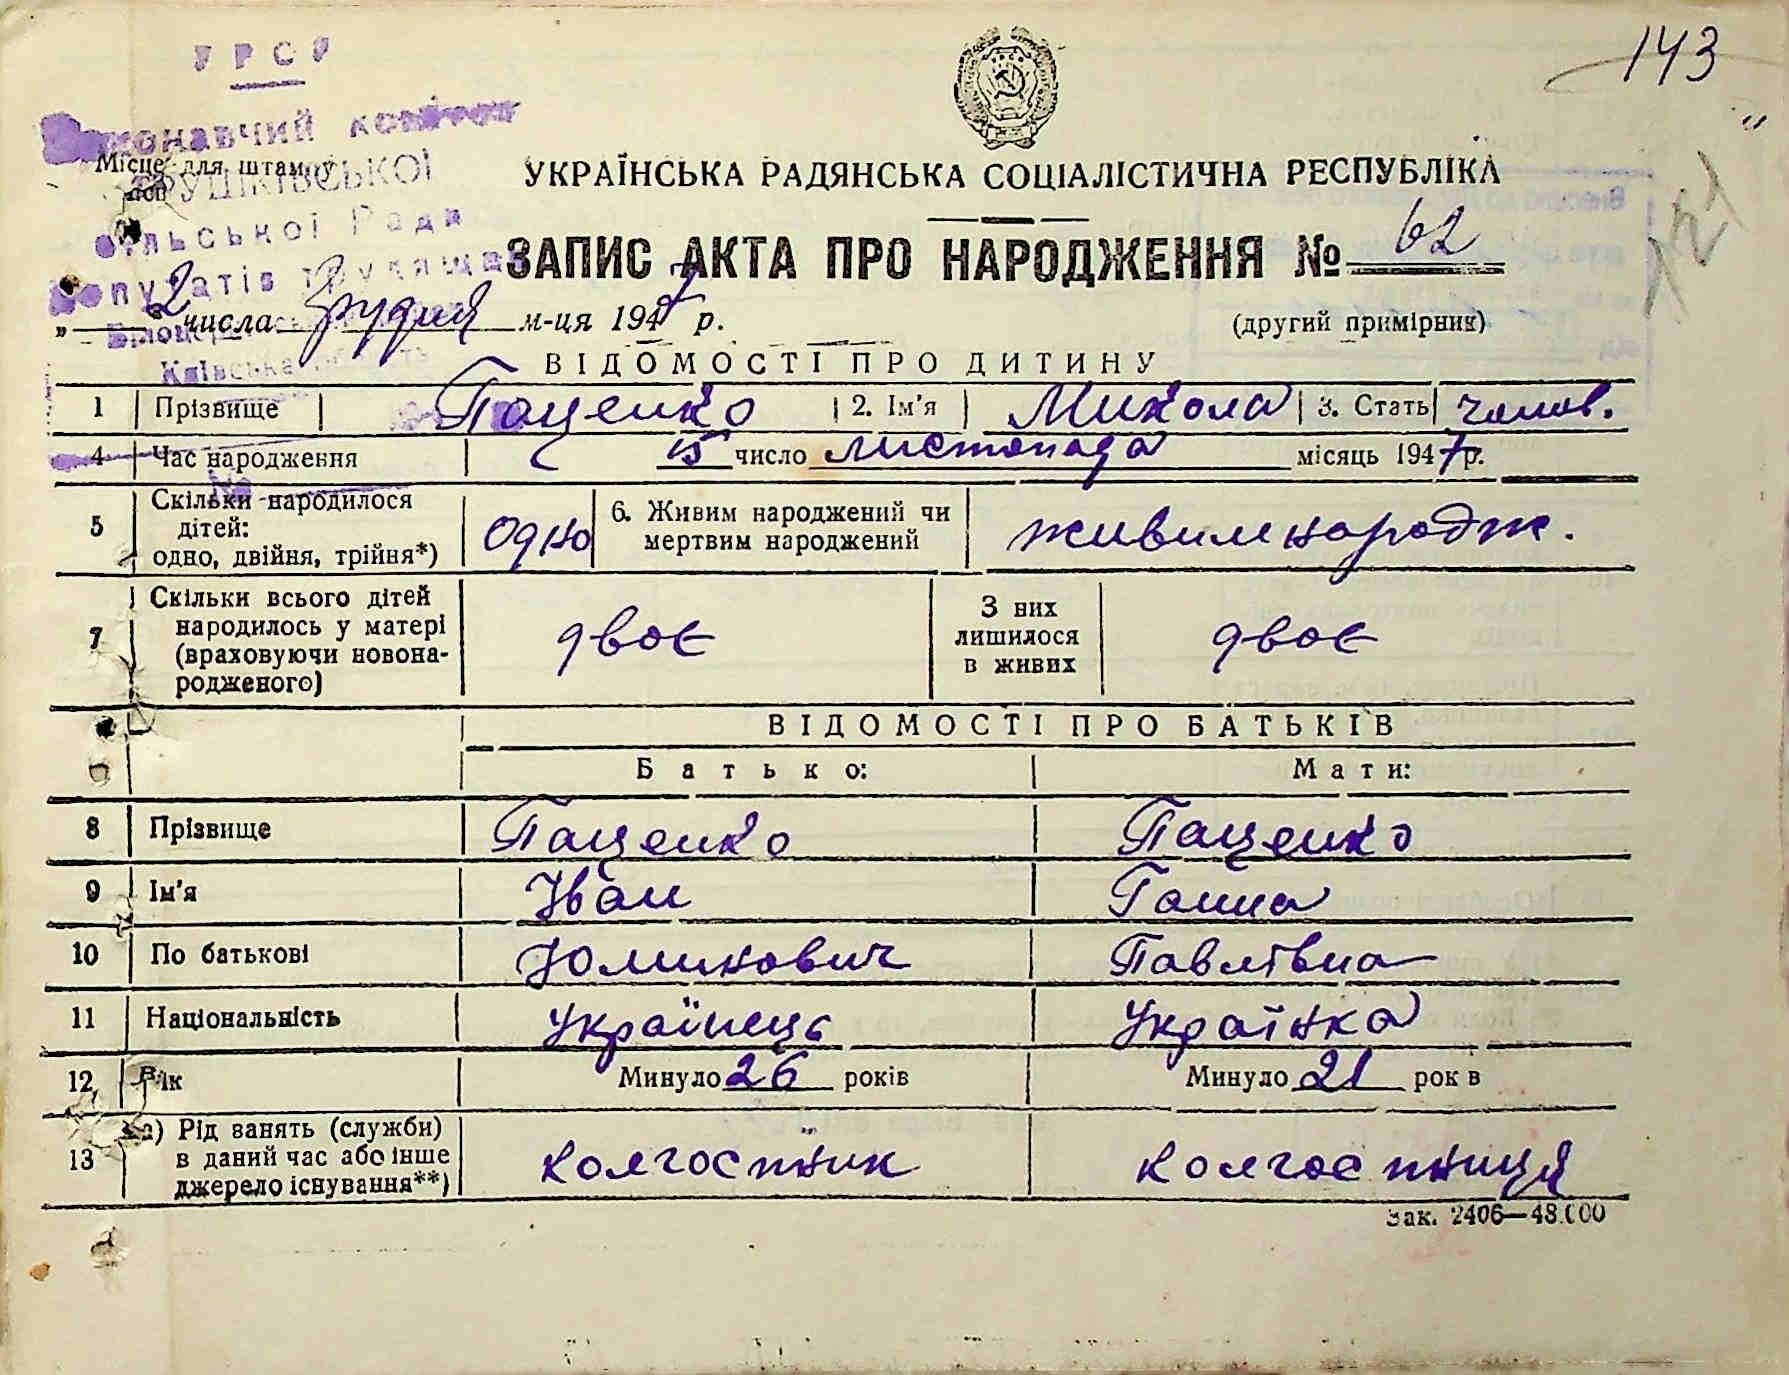 УРСР
143
Виконавчий комітет
Місце для штампу
Трушківської
УКРАЇНСЬКА РАДЯНСЬКА СОЦІАЛІСТИЧНА РЕСПУБЛІКА
сільської Ради
ЗАПИС АКТА ПРО НАРОДЖЕННЯ № 62
депутатів трудящих
„2" числа Грудня м-ця 1947 р.
(другий примірник)
Київська область
ВІДОМОСТІ ПРО ДИТИНУ
1 Прізвище Паценко 2. Ім'я Микола 3. Стать чолов.
4 Час народження 15 число листопада місяць 1947 р.
5 Скільки народилося дітей: одно, двійня, трійня*) Одно 6. Живим народжений чи мертвим народжений живим народж.
7 Скільки всього дітей народилось у матері (враховуючи новонародженого) двоє З них лишилося в живих двоє
ВІДОМОСТІ ПРО БАТЬКІВ
Батько: Мати:
8 Прізвище Паценко Паценко
9 Ім'я Іван Ганна
10 По батькові Юхимович Павлівна
11 Національність Українець Українка
12 Вік Минуло 26 років Минуло 21 рок в
13 а) Рід занять (служби) в даний час або інше джерело існування**) колгоспник колгоспниця
Зак. 2406—48.000